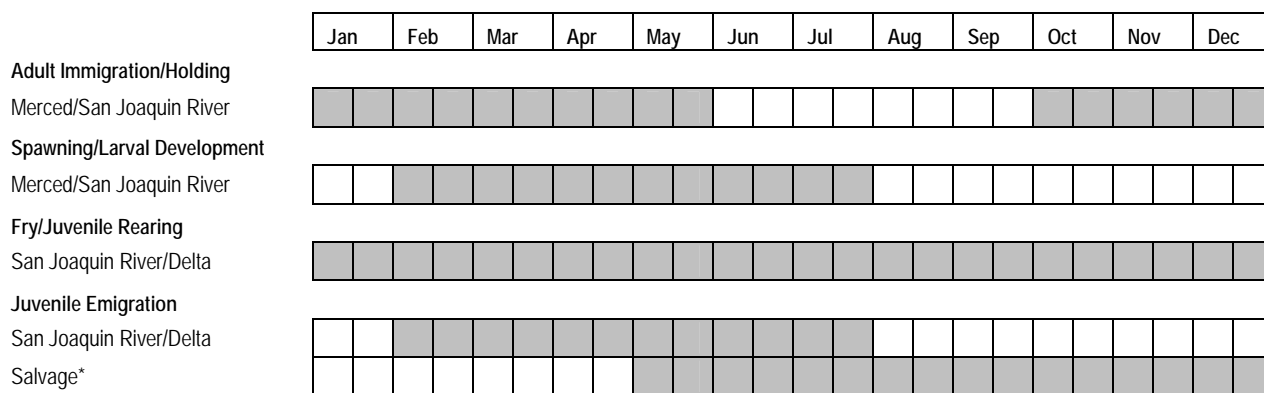 Jan Feb Mar Apr May Jun Jul Aug Sep Oct Nov Dec
Adult Immigration/Holding
Merced/San Joaquin River
Spawning/Larval Development
Merced/San Joaquin River
Fry/Juvenile Rearing
San Joaquin River/Delta
Juvenile Emigration
San Joaquin River/Delta
Salvage*